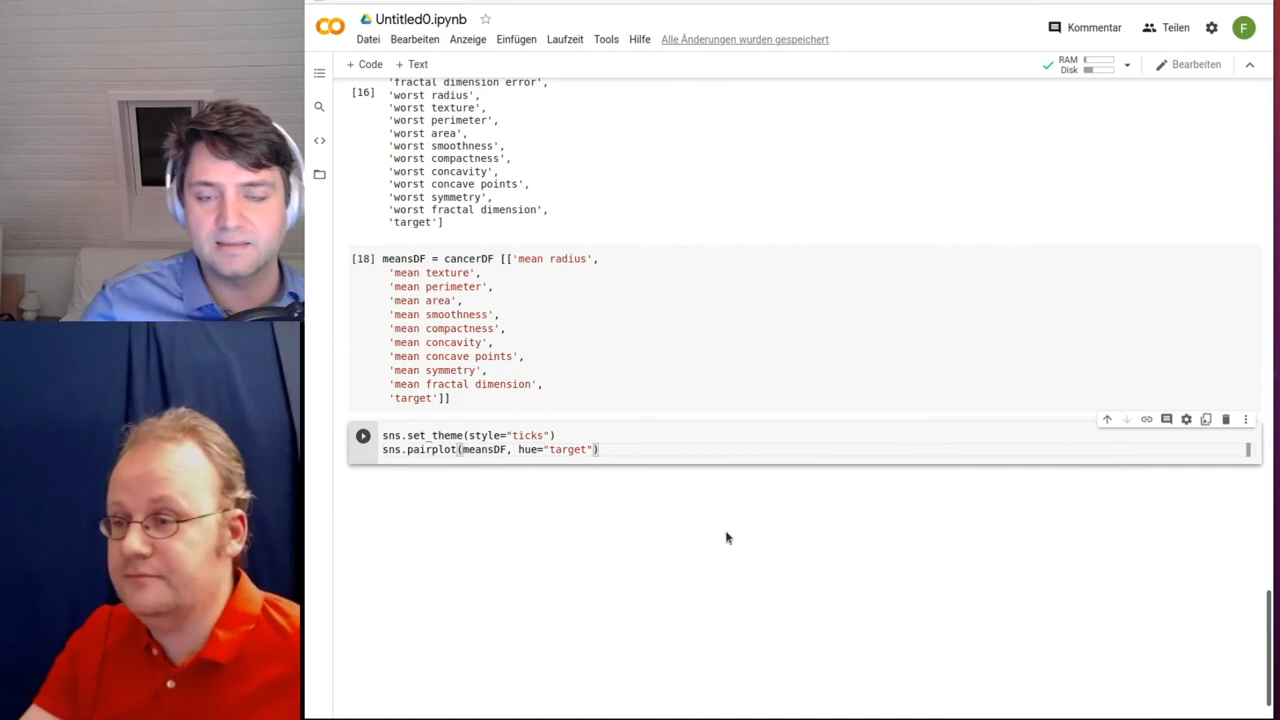 Untitled0.ipynb
Datei Bearbeiten Anzeige Einfügen Laufzeit Tools Hilfe Alle Änderungen wurden gespeichert
Kommentar Teilen F
+ Code + Text
RAM
Disk
Bearbeiten
'fractal dimension error',
[16]
'worst radius',
'worst texture',
'worst perimeter',
'worst area',
'worst smoothness',
'worst compactness',
'worst concavity',
'worst concave points',
'worst symmetry',
'worst fractal dimension',
'target']
[18] meansDF = cancerDF [['mean radius',
'mean texture',
'mean perimeter',
'mean area',
'mean smoothness',
'mean compactness',
'mean concavity',
'mean concave points',
'mean symmetry',
'mean fractal dimension',
'target']]
sns.set_theme(style="ticks")
sns.pairplot(meansDF, hue="target")